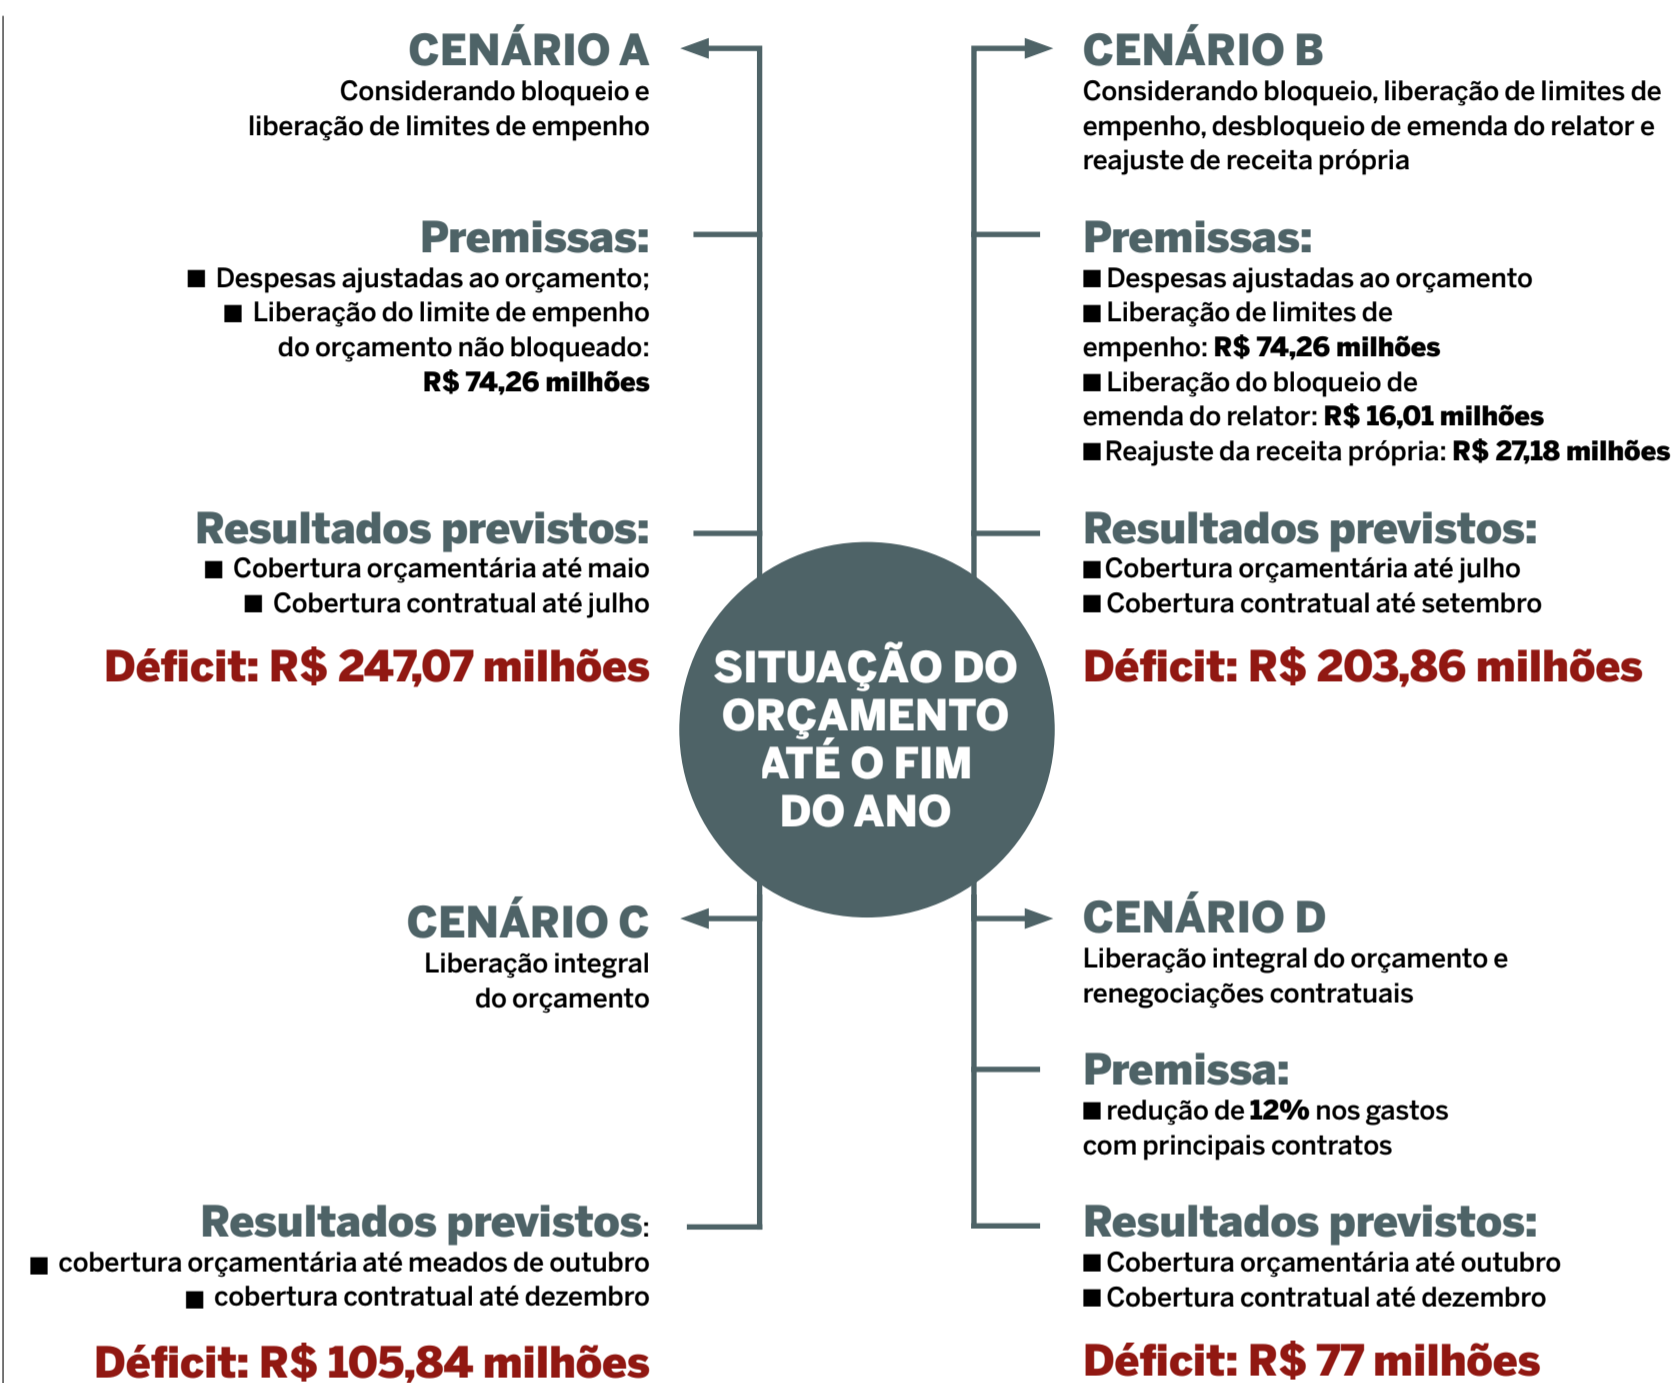 CENÁRIO A
Considerando bloqueio e
liberação de limites de empenho
Premissas:
■ Despesas ajustadas ao orçamento;
■ Liberação do limite de empenho
do orçamento não bloqueado:
R$ 74,26 milhões
Resultados previstos:
■ Cobertura orçamentária até maio
■ Cobertura contratual até julho
Déficit: R$ 247,07 milhões
CENÁRIO B
Considerando bloqueio, liberação de limites de
empenho, desbloqueio de emenda do relator e
reajuste de receita própria
Premissas:
■ Despesas ajustadas ao orçamento
■ Liberação de limites de
empenho: R$ 74,26 milhões
■ Liberação do bloqueio de
emenda do relator: R$ 16,01 milhões
■ Reajuste da receita própria: R$ 27,18 milhões
Resultados previstos:
■ Cobertura orçamentária até julho
■ Cobertura contratual até setembro
Déficit: R$ 203,86 milhões
SITUAÇÃO DO
ORÇAMENTO
ATÉ O FIM
DO ANO
CENÁRIO C
Liberação integral
do orçamento
Resultados previstos:
■ cobertura orçamentária até meados de outubro
■ cobertura contratual até dezembro
Déficit: R$ 105,84 milhões
CENÁRIO D
Liberação integral do orçamento e
renegociações contratuais
Premissa:
■ redução de 12% nos gastos
com principais contratos
Resultados previstos:
■ Cobertura orçamentária até outubro
■ Cobertura contratual até dezembro
Déficit: R$ 77 milhões